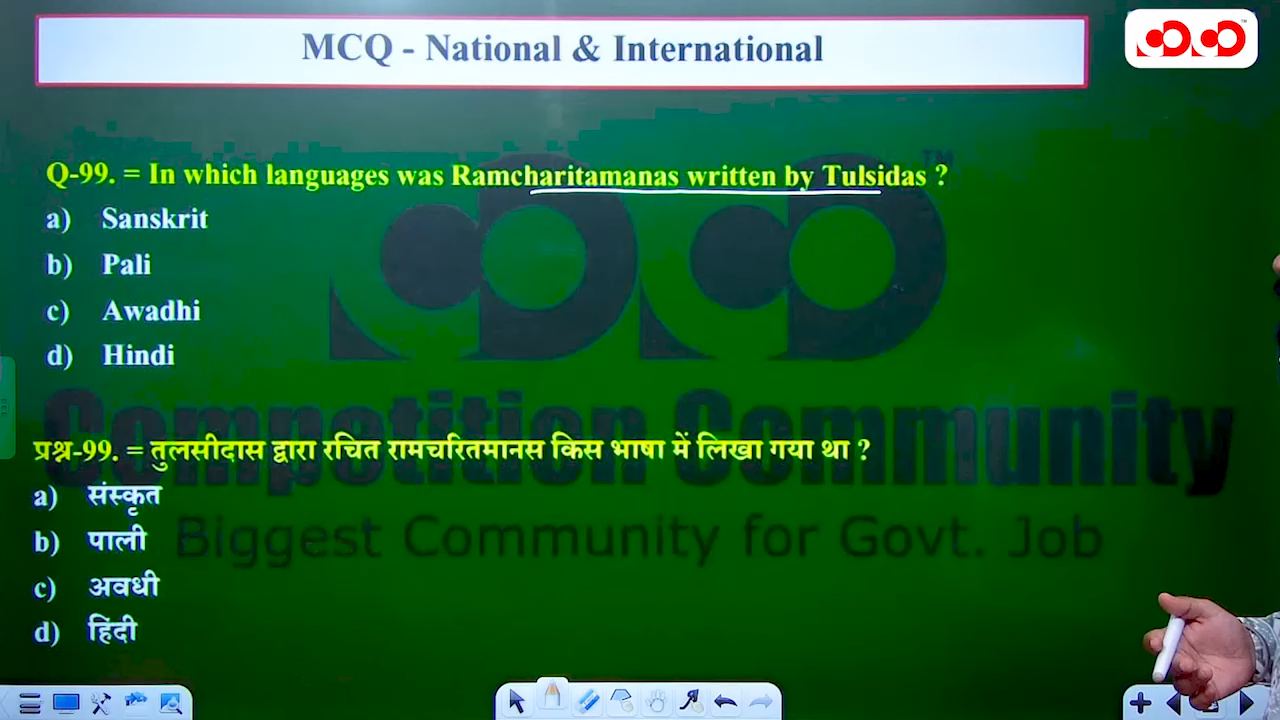 MCQ - National & International
Q-99. = In which languages was Ramcharitamanas written by Tulsidas ?
a) Sanskrit
b) Pali
c) Awadhi
d) Hindi
Competition Community
प्रश्न-99. = तुलसीदास द्वारा रचित रामचरितमानस किस भाषा में लिखा गया था ?
a) संस्कृत
b) पाली
Biggest Community for Govt. Job
c) अवधी
d) हिंदी